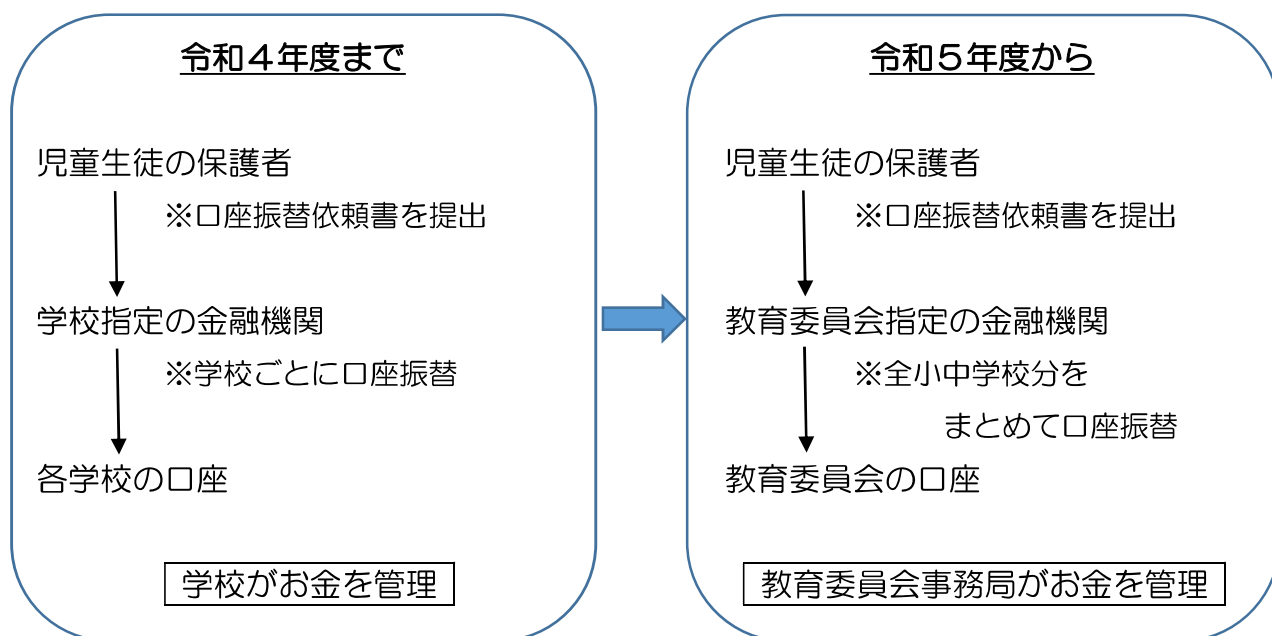 令和４年度まで
児童生徒の保護者
※口座振替依頼書を提出
学校指定の金融機関
※学校ごとに口座振替
各学校の口座
学校がお金を管理
令和５年度から
児童生徒の保護者
※口座振替依頼書を提出
教育委員会指定の金融機関
※全小中学校分を
まとめて口座振替
教育委員会の口座
教育委員会事務局がお金を管理